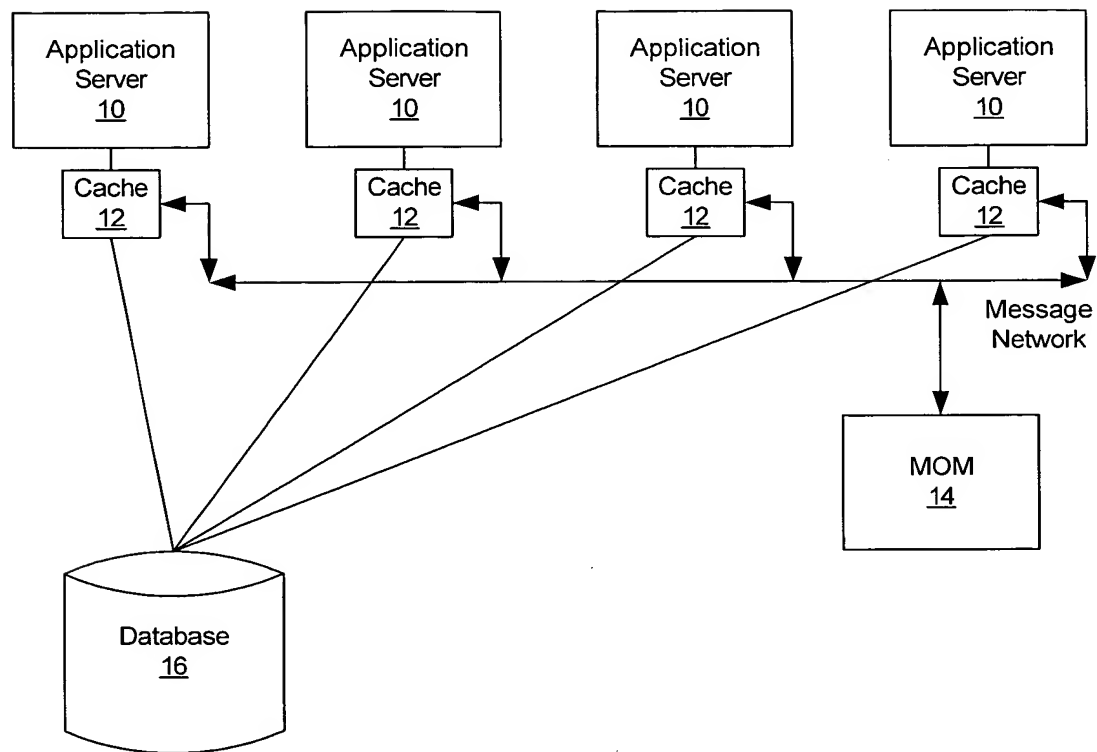 Application
Server
10
Application
Server
10
Application
Server
10
Application
Server
10
Cache
12
Cache
12
Cache
12
Cache
12
Message
Network
MOM
14
Database
16